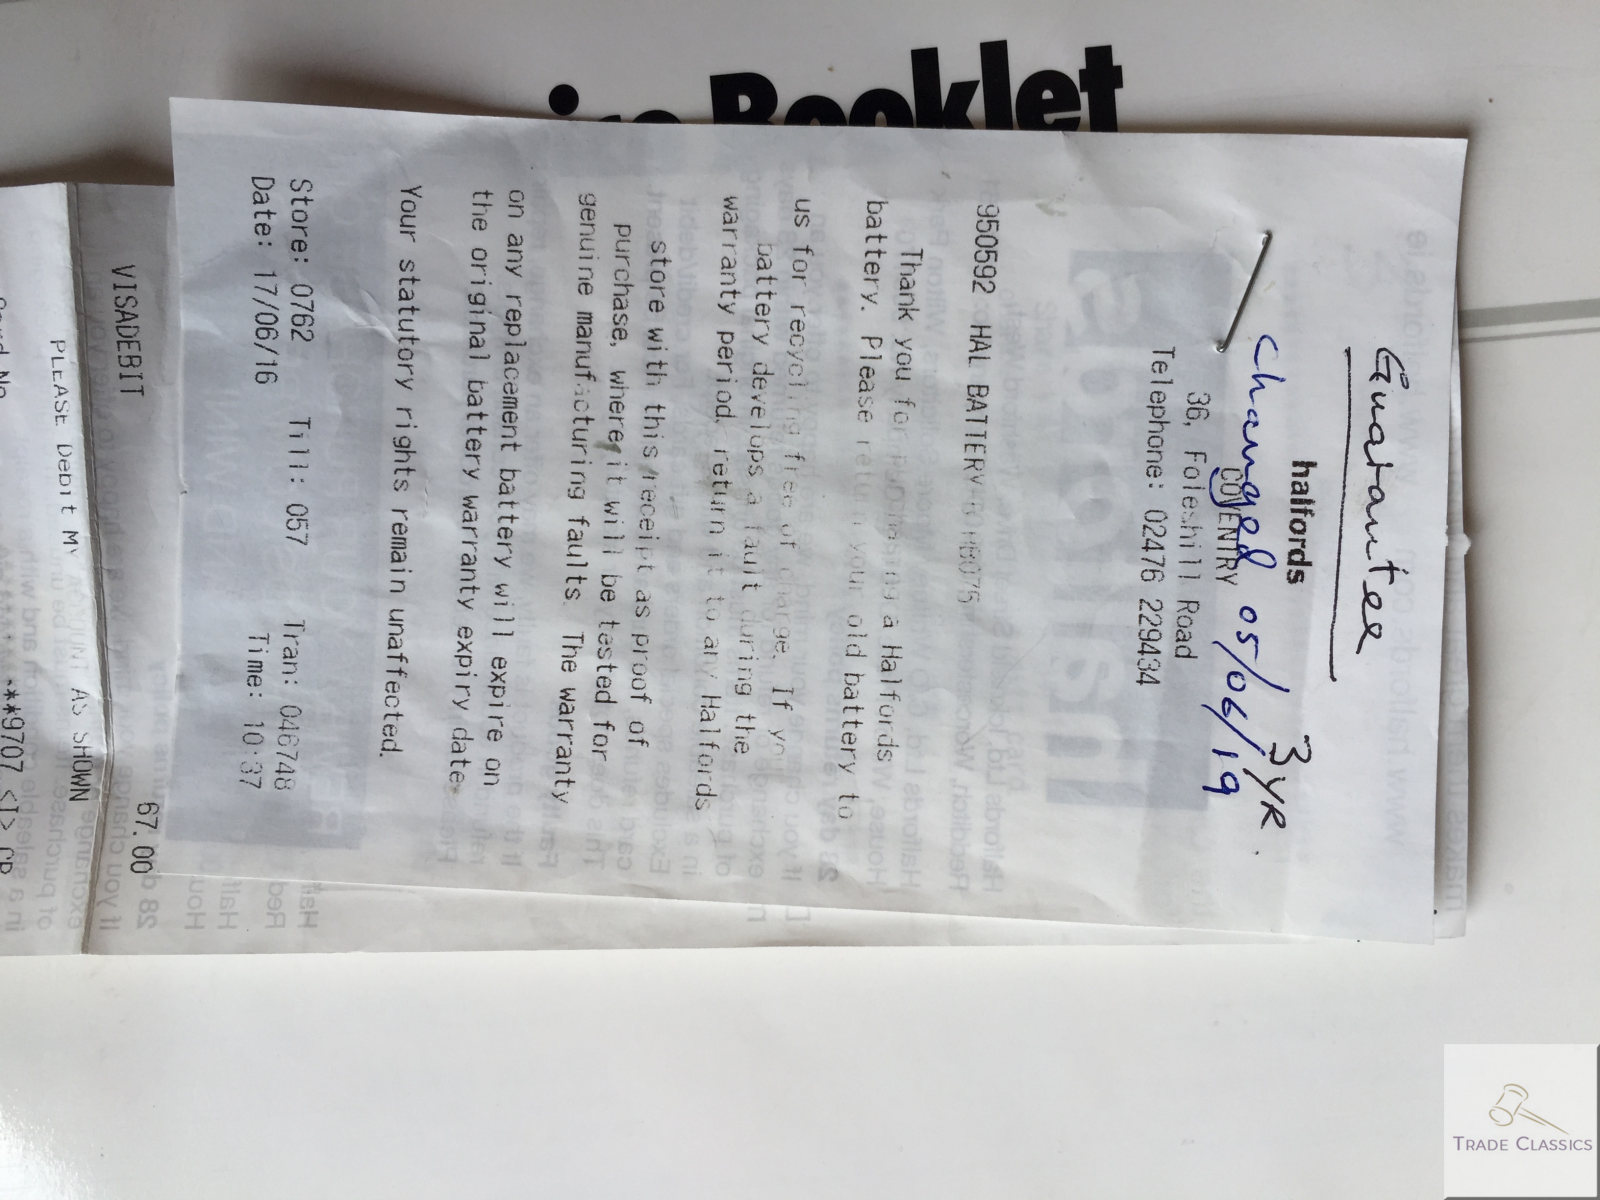 Booklet
Guarantee
3 YR.
halfords
Changed 05/06/19
COVENTRY
36, Foleshill Road
Telephone: 02476 229434
950592 HAL BATTERY
Thank you for purchasing a Halfords
battery. Please return your old battery to
us for recycling free of charge. If you
battery develops a fault during the
warranty period, return it to any Halfords
store with this receipt as proof of
purchase, where it will be tested for
genuine manufacturing faults. The warranty
on any replacement battery will expire on
the original battery warranty expiry date
Your statutory rights remain unaffected.
Store: 0762 Till: 057 Tran: 046748
Date: 17/06/16 Time: 10:37
VISADEBIT 67.00
PLEASE Debit My AS SHOWN
**9707 <I>
TRADE CLASSICS